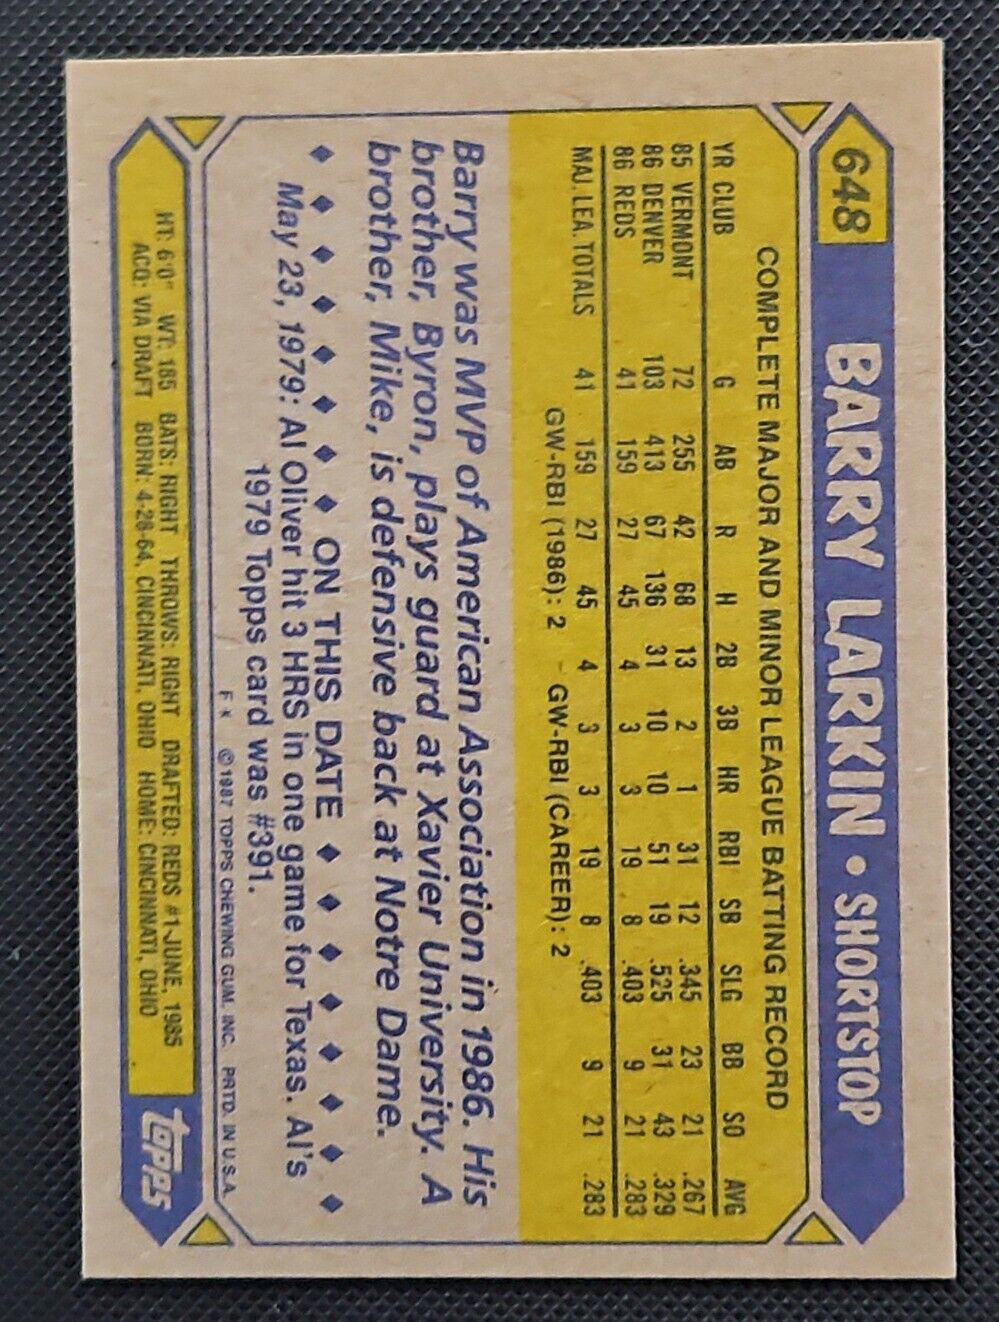 648 BARRY LARKIN • SHORTSTOP
COMPLETE MAJOR AND MINOR LEAGUE BATTING RECORD
YR CLUB G AB R H 2B 3B HR RBI SB SLG BB SO AVG
85 VERMONT 72 255 42 68 13 2 1 31 12 .345 23 21 .267
86 DENVER 103 413 67 136 31 10 10 51 19 .525 31 43 .329
86 REDS 41 159 27 45 4 3 3 19 8 .403 9 21 .283
MAJ. LEA. TOTALS 41 159 27 45 4 3 3 19 8 .403 9 21 .283
GW-RBI (1986): 2 - GW-RBI (CAREER): 2
Barry was MVP of American Association in 1986. His
brother, Byron, plays guard at Xavier University. A
brother, Mike, is defensive back at Notre Dame.
♦ ♦ ♦ ♦ ♦ ♦ ♦ ♦ ON THIS DATE ♦ ♦ ♦ ♦ ♦ ♦ ♦ ♦
May 23, 1979: Al Oliver hit 3 HRS in one game for Texas. Al's
1979 Topps card was #391.
F * © 1987 TOPPS CHEWING GUM, INC. PRTD. IN U.S.A.
HT: 6'0" WT: 185 BATS: RIGHT THROWS: RIGHT DRAFTED: REDS #1-JUNE, 1985
ACQ: VIA DRAFT BORN: 4-28-64, CINCINNATI, OHIO HOME: CINCINNATI, OHIO
topps